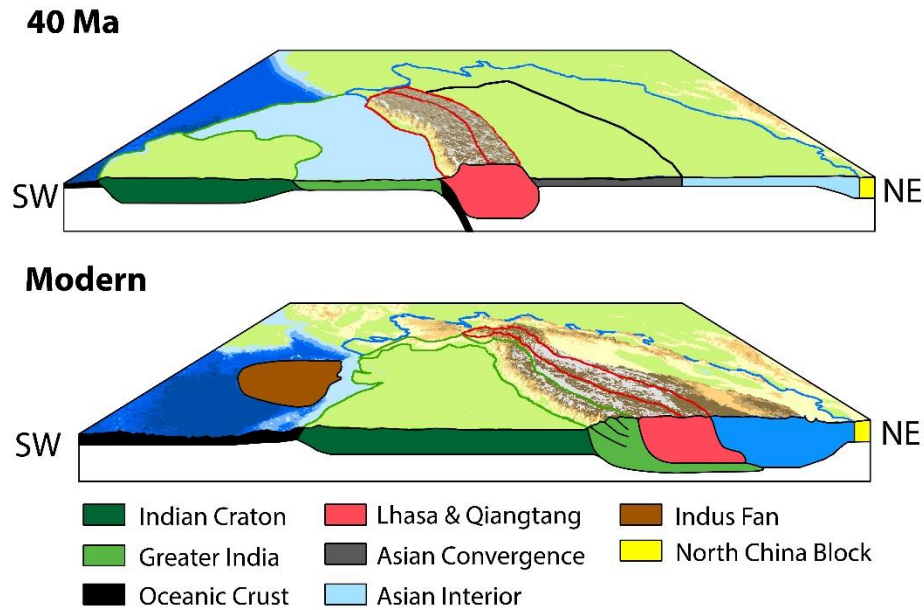 40 Ma
SW
NE
Modern
SW
NE
Indian Craton
Lhasa & Qiangtang
Indus Fan
Greater India
Asian Convergence
North China Block
Oceanic Crust
Asian Interior